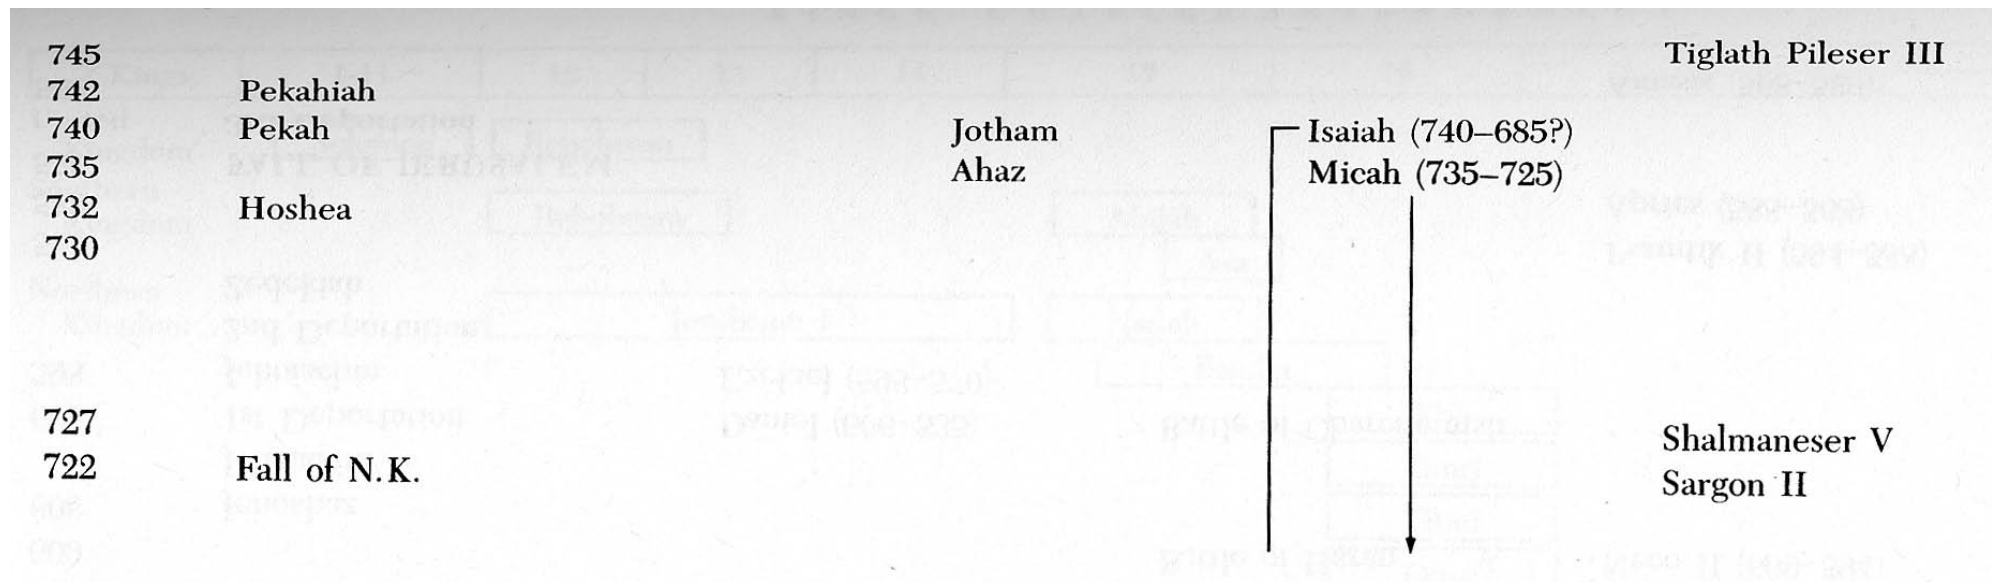 745 Tiglath Pileser III
742 Pekahiah
740 Pekah Jotham Isaiah (740–685?)
735 Ahaz Micah (735–725)
732 Hoshea
730
727 Shalmaneser V
722 Fall of N.K. Sargon II